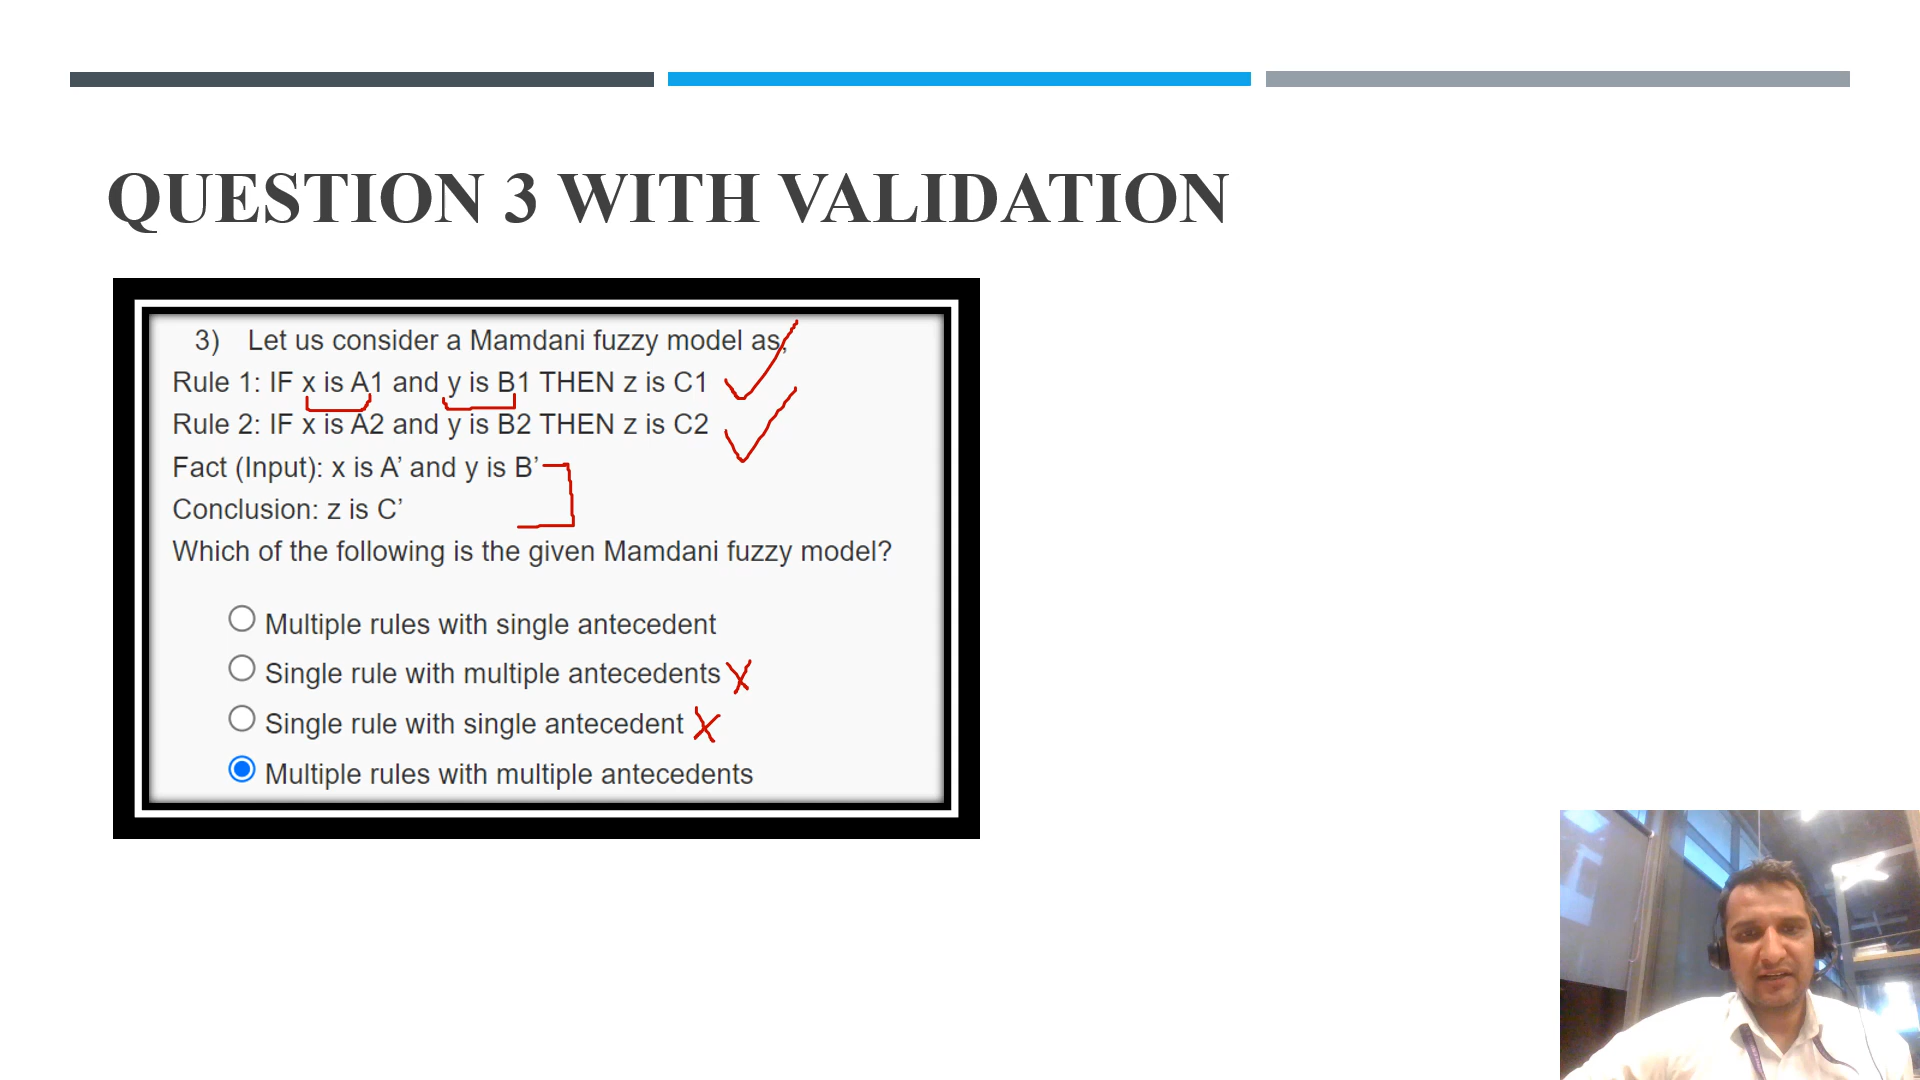 QUESTION 3 WITH VALIDATION
3) Let us consider a Mamdani fuzzy model as,
Rule 1: IF x is A1 and y is B1 THEN z is C1
Rule 2: IF x is A2 and y is B2 THEN z is C2
Fact (Input): x is A’ and y is B’
Conclusion: z is C’
Which of the following is the given Mamdani fuzzy model?
Multiple rules with single antecedent
Single rule with multiple antecedents
Single rule with single antecedent
Multiple rules with multiple antecedents